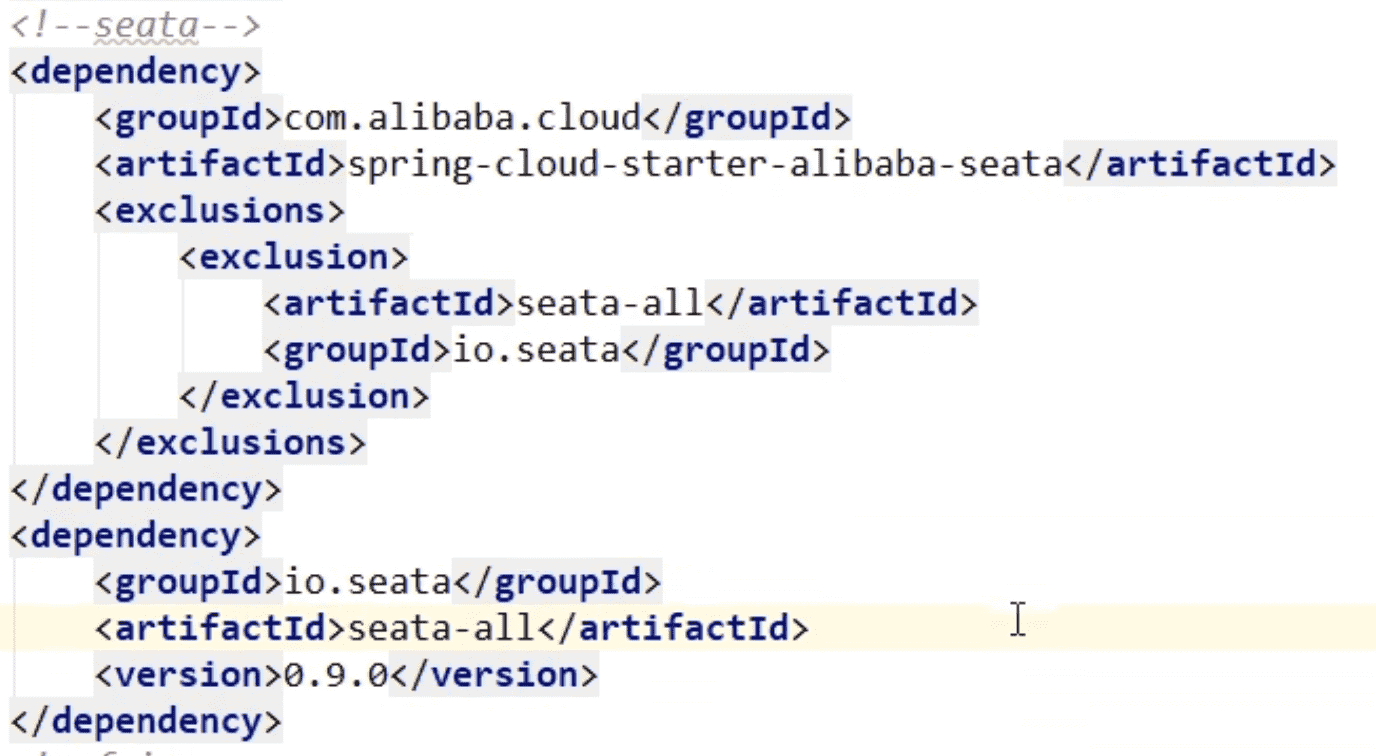 <!--seata-->
<dependency>
<groupId>com.alibaba.cloud</groupId>
<artifactId>spring-cloud-starter-alibaba-seata</artifactId>
<exclusions>
<exclusion>
<artifactId>seata-all</artifactId>
<groupId>io.seata</groupId>
</exclusion>
</exclusions>
</dependency>
<dependency>
<groupId>io.seata</groupId>
<artifactId>seata-all</artifactId>
<version>0.9.0</version>
</dependency>